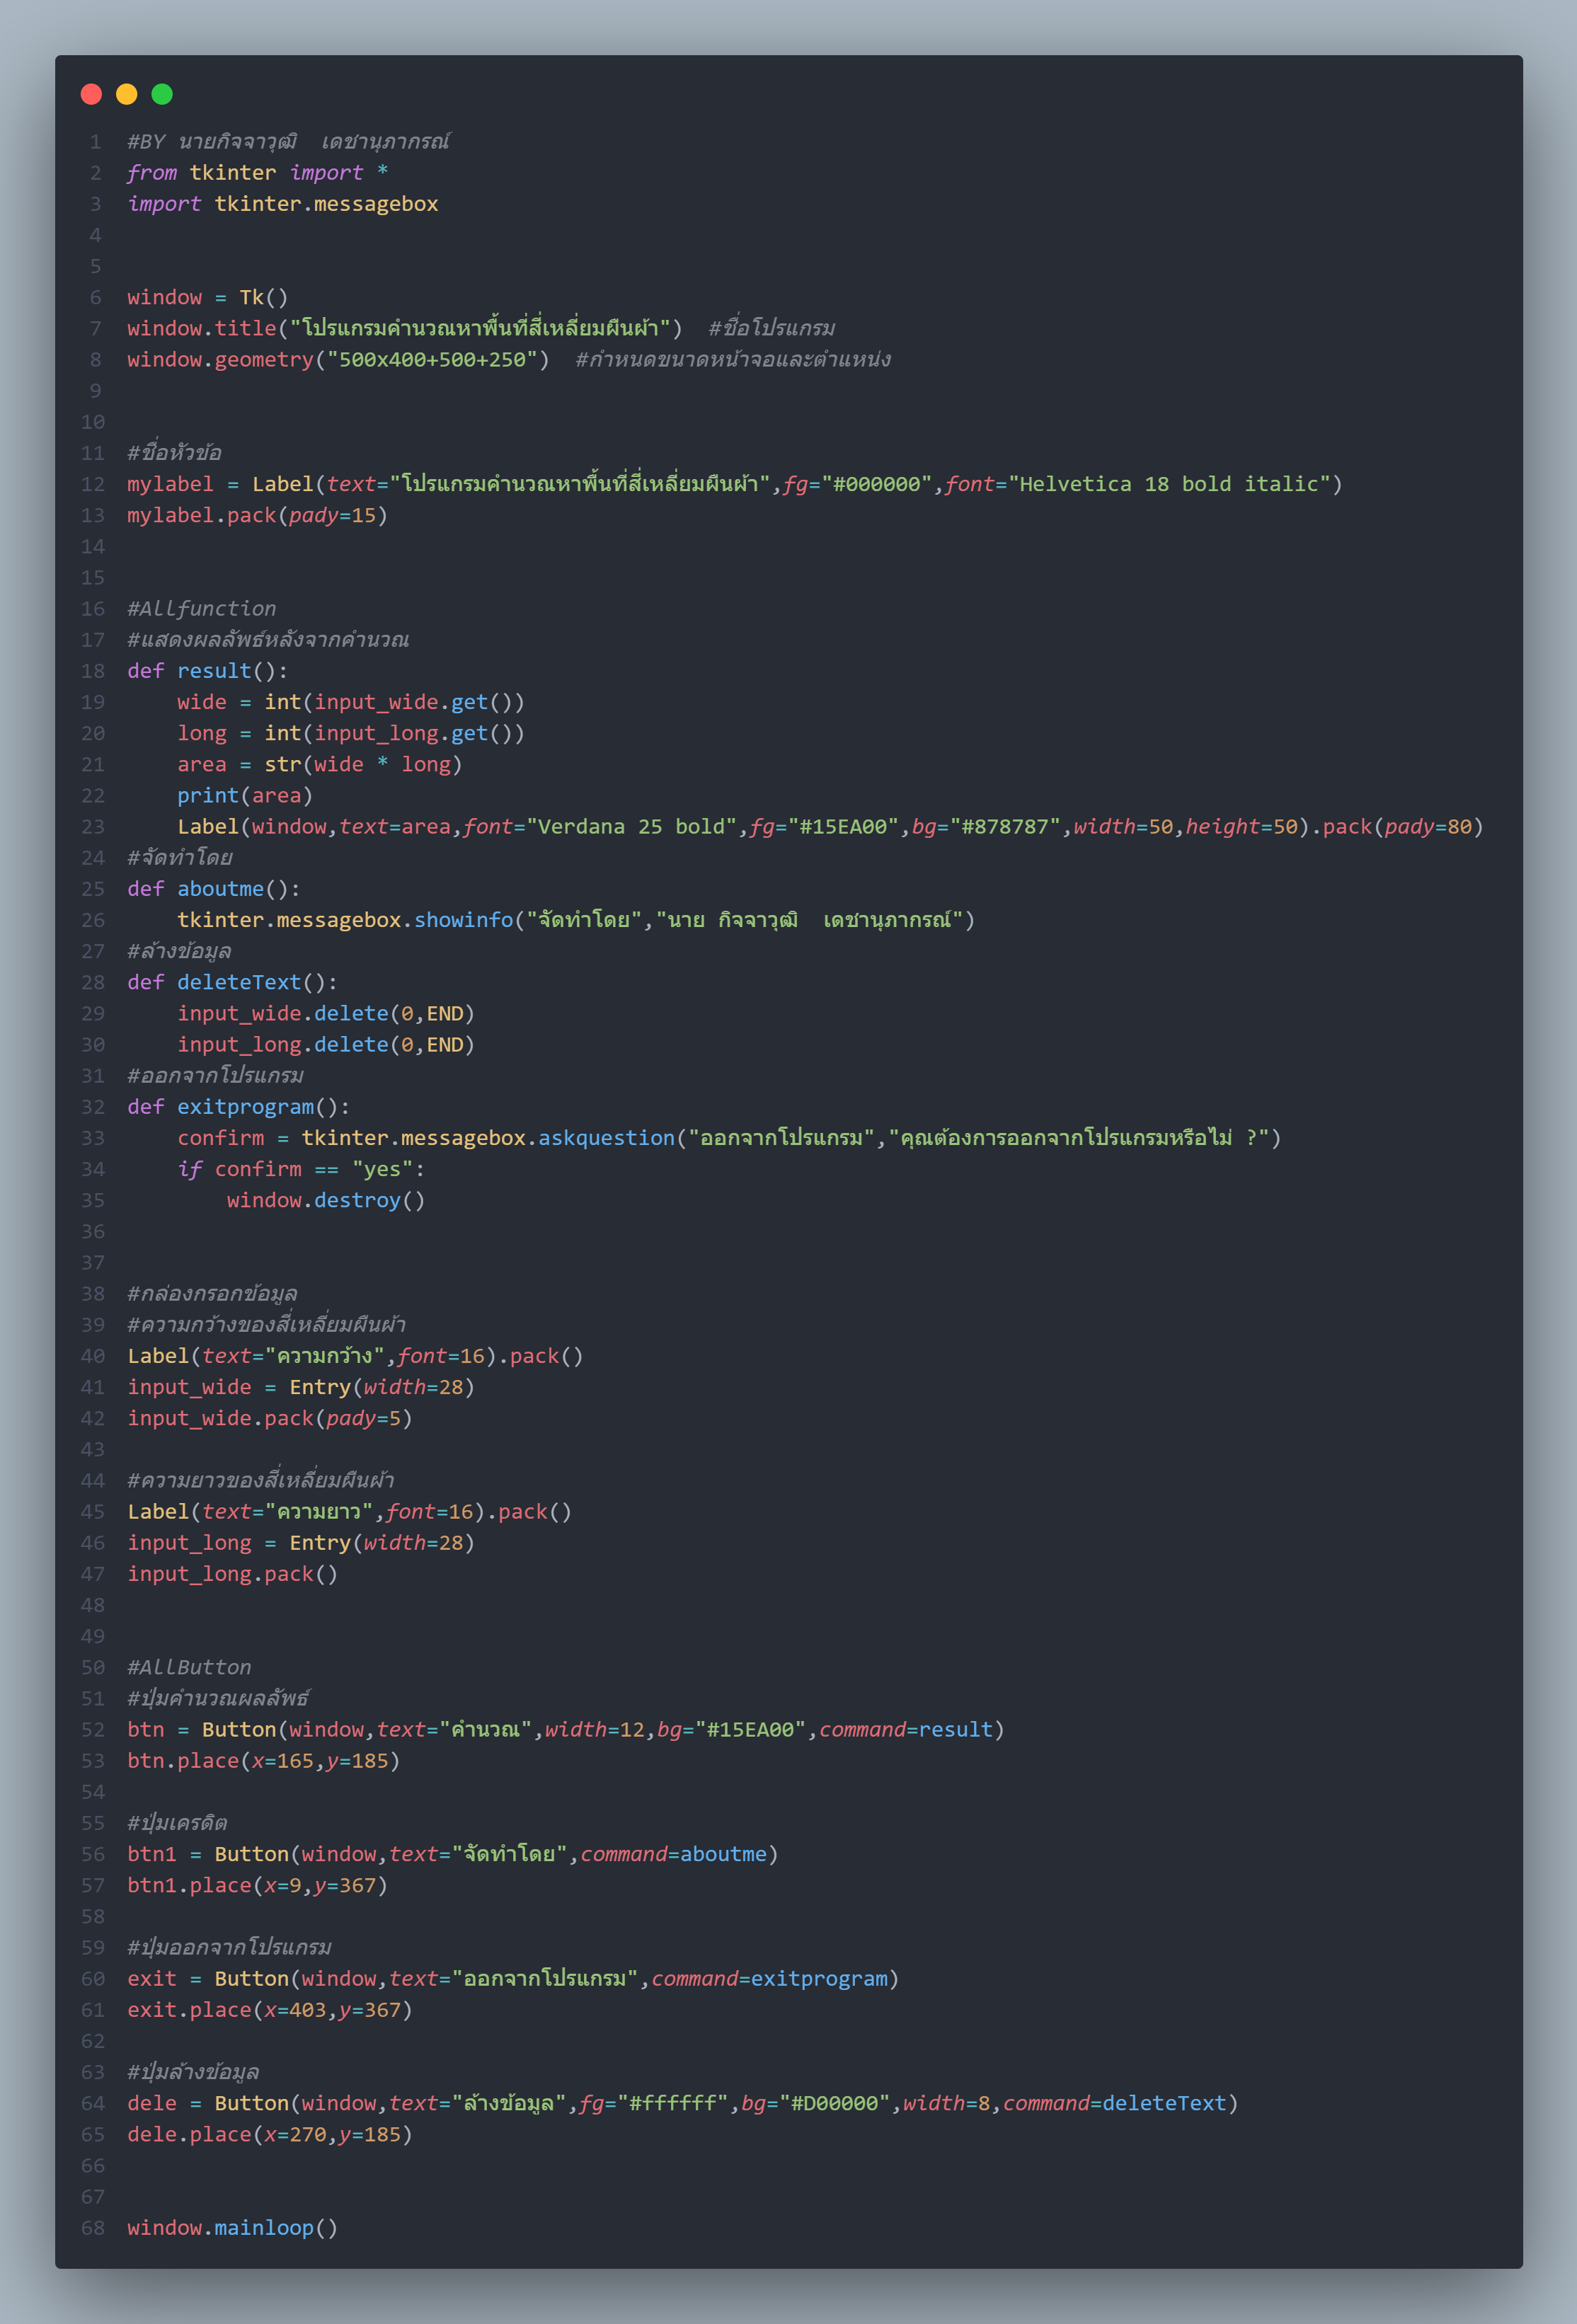 1 #BY นายกิจจาวุฒิ  เดชานุภากรณ์
2 from tkinter import *
3 import tkinter.messagebox
4
5
6 window = Tk()
7 window.title("โปรแกรมคำนวณหาพื้นที่สี่เหลี่ยมผืนผ้า")  #ชื่อโปรแกรม
8 window.geometry("500x400+500+250")  #กำหนดขนาดหน้าจอและตำแหน่ง
9
10
11 #ชื่อหัวข้อ
12 mylabel = Label(text="โปรแกรมคำนวณหาพื้นที่สี่เหลี่ยมผืนผ้า",fg="#000000",font="Helvetica 18 bold italic")
13 mylabel.pack(pady=15)
14
15
16 #Allfunction
17 #แสดงผลลัพธ์หลังจากคำนวณ
18 def result():
19     wide = int(input_wide.get())
20     long = int(input_long.get())
21     area = str(wide * long)
22     print(area)
23     Label(window,text=area,font="Verdana 25 bold",fg="#15EA00",bg="#878787",width=50,height=50).pack(pady=80)
24 #จัดทำโดย
25 def aboutme():
26     tkinter.messagebox.showinfo("จัดทำโดย","นาย กิจจาวุฒิ  เดชานุภากรณ์")
27 #ล้างข้อมูล
28 def deleteText():
29     input_wide.delete(0,END)
30     input_long.delete(0,END)
31 #ออกจากโปรแกรม
32 def exitprogram():
33     confirm = tkinter.messagebox.askquestion("ออกจากโปรแกรม","คุณต้องการออกจากโปรแกรมหรือไม่ ?")
34     if confirm == "yes":
35         window.destroy()
36
37
38 #กล่องกรอกข้อมูล
39 #ความกว้างของสี่เหลี่ยมผืนผ้า
40 Label(text="ความกว้าง",font=16).pack()
41 input_wide = Entry(width=28)
42 input_wide.pack(pady=5)
43
44 #ความยาวของสี่เหลี่ยมผืนผ้า
45 Label(text="ความยาว",font=16).pack()
46 input_long = Entry(width=28)
47 input_long.pack()
48
49
50 #AllButton
51 #ปุ่มคำนวณผลลัพธ์
52 btn = Button(window,text="คำนวณ",width=12,bg="#15EA00",command=result)
53 btn.place(x=165,y=185)
54
55 #ปุ่มเครดิต
56 btn1 = Button(window,text="จัดทำโดย",command=aboutme)
57 btn1.place(x=9,y=367)
58
59 #ปุ่มออกจากโปรแกรม
60 exit = Button(window,text="ออกจากโปรแกรม",command=exitprogram)
61 exit.place(x=403,y=367)
62
63 #ปุ่มล้างข้อมูล
64 dele = Button(window,text="ล้างข้อมูล",fg="#ffffff",bg="#D00000",width=8,command=deleteText)
65 dele.place(x=270,y=185)
66
67
68 window.mainloop()